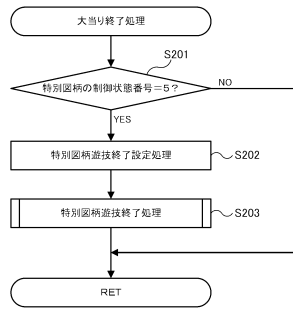 大当り終了処理
S201
特別図柄の制御状態番号=5?
NO
YES
特別図柄遊技終了設定処理
S202
特別図柄遊技終了処理
S203
RET